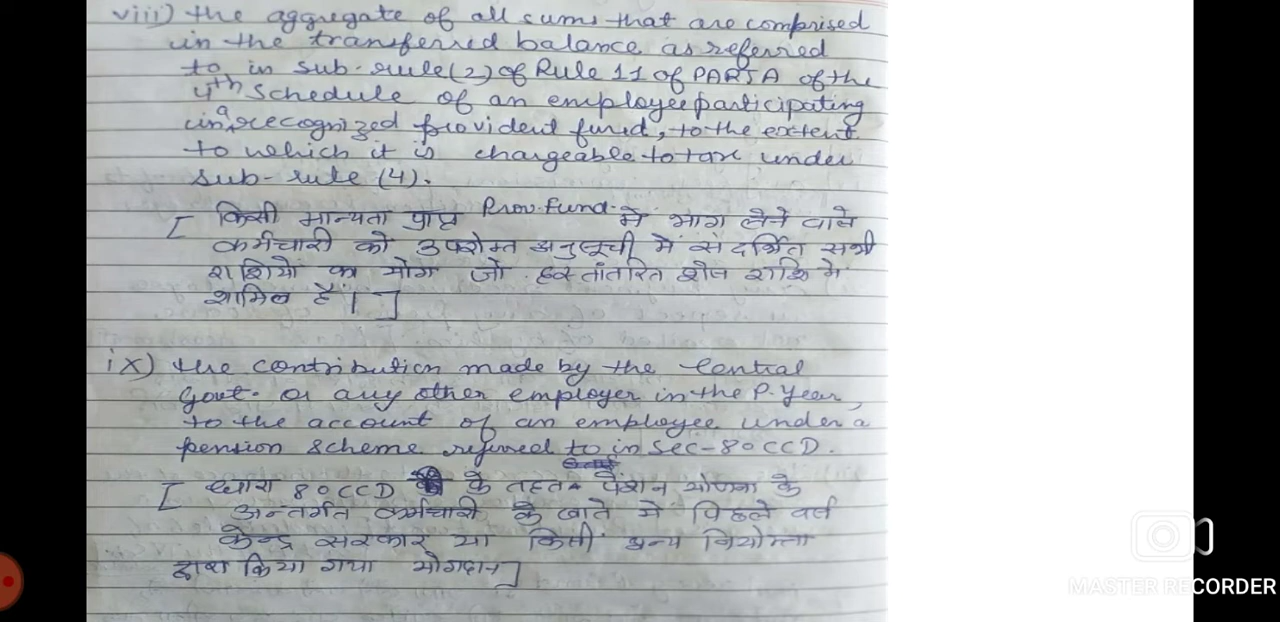 viii) the aggregate of all sums that are comprised
in the transferred balance as referred
to in sub-rule(2) of Rule 11 of PART A of the
4th Schedule of an employee participating
in a recognized provident fund, to the extent
to which it is chargeable to tax under
sub-rule (4).
[ किसी मान्यता प्राप्त Prov. Fund. में भाग लेने वाले
कर्मचारी को उपरोक्त अनुसूची में संदर्भित सभी
राशियों का योग जो हस्तांतरित शेष राशि में
शामिल हैं। ]
ix) the contribution made by the Central
Govt. or any other employer in the P. Year,
to the account of an employee under a
pension scheme referred to in Sec-80CCD.
[ धारा 80CCD के तहत पेंशन योजना के
अन्तर्गत कर्मचारी के खाते में पिछले वर्ष
केन्द्र सरकार या किसी अन्य नियोक्ता
द्वारा किया गया योगदान ]
MASTER RECORDER